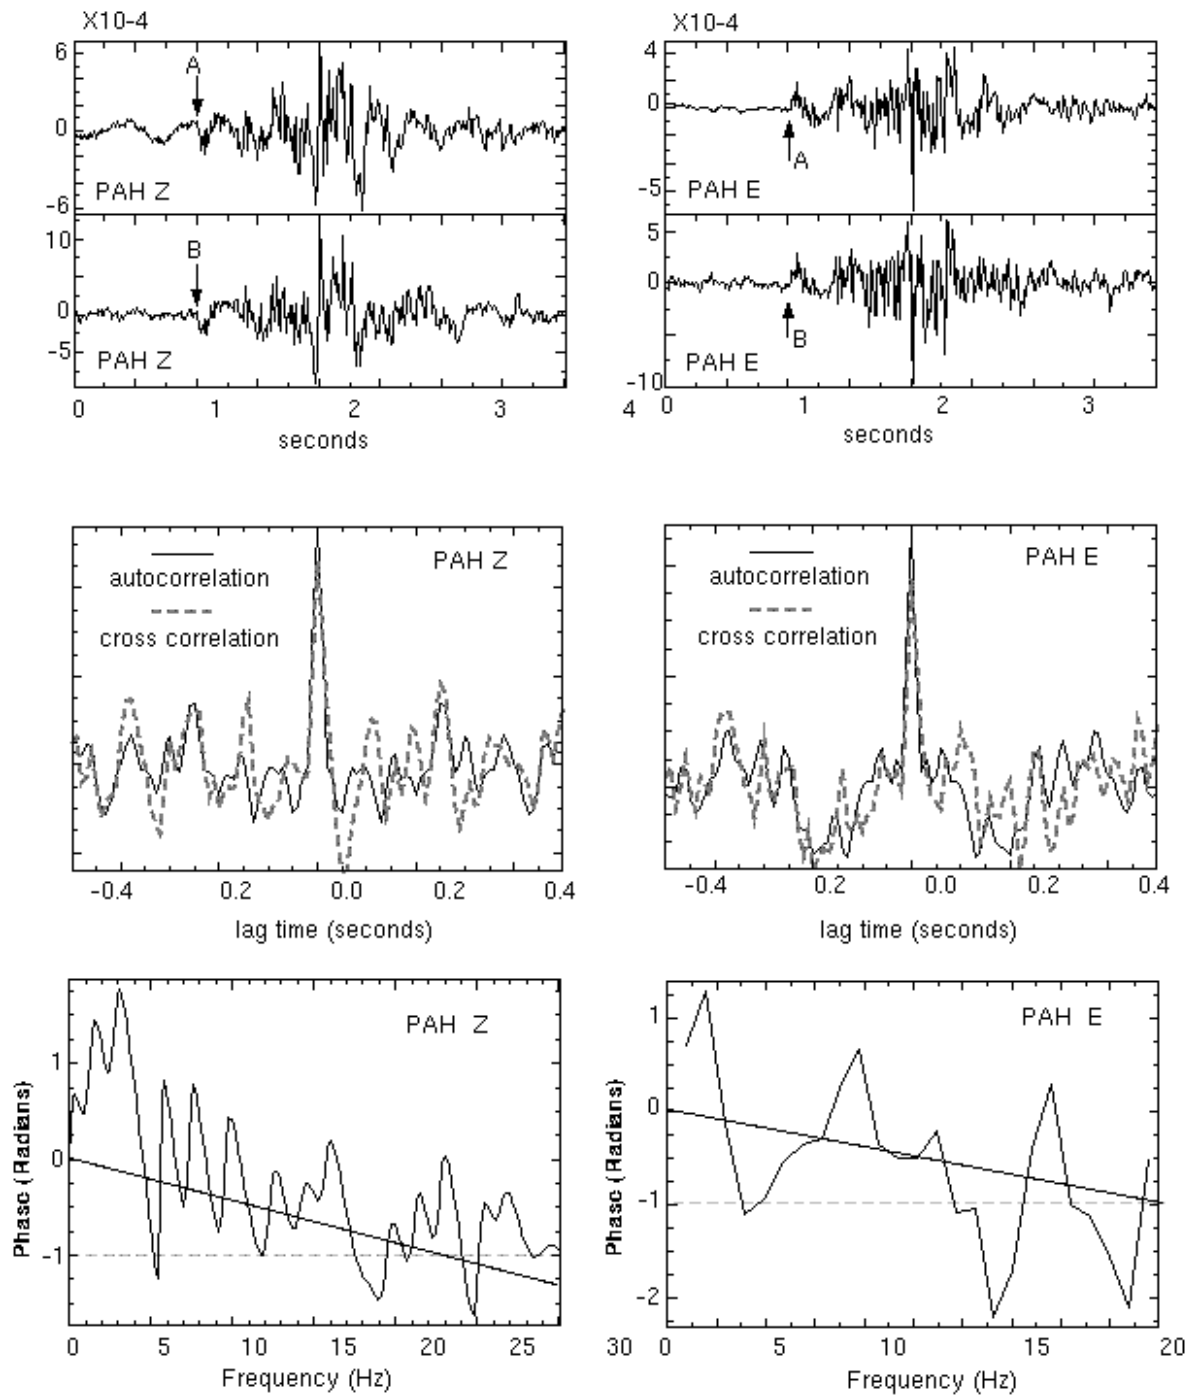 X10-4
X10-4
6
0
-6
A
PAH Z
4
0
-5
A
PAH E
10
0
-5
B
PAH Z
5
0
-10
B
PAH E
0 1 2 3 4
seconds
0 1 2 3
seconds
PAH Z
autocorrelation
cross correlation
-0.4 0.2 0.0 0.2 0.4
lag time (seconds)
PAH E
autocorrelation
cross correlation
-0.4 0.2 0.0 0.2 0.4
lag time (seconds)
PAH Z
1
0
-1
Phase (Radians)
0 5 10 15 20 25 30
Frequency (Hz)
PAH E
1
0
-1
-2
Phase (Radians)
0 5 10 15 20
Frequency (Hz)